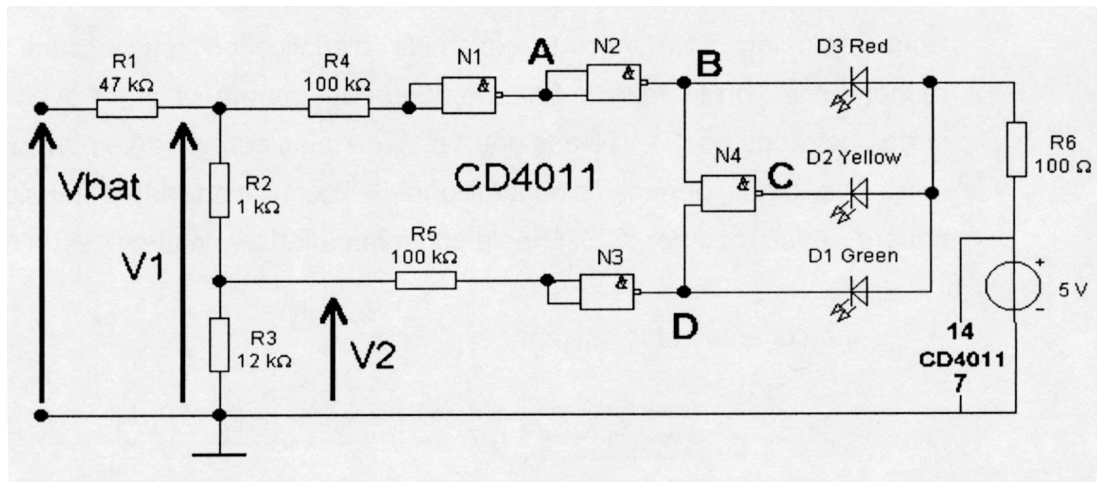 R1
47 kΩ
R4
100 kΩ
N1
&
A
N2
&
B
D3 Red
Vbat
V1
R2
1 kΩ
CD4011
N4
&
C
D2 Yellow
R6
100 Ω
R5
100 kΩ
N3
&
D
D1 Green
+
5 V
−
R3
12 kΩ
V2
14
CD4011
7